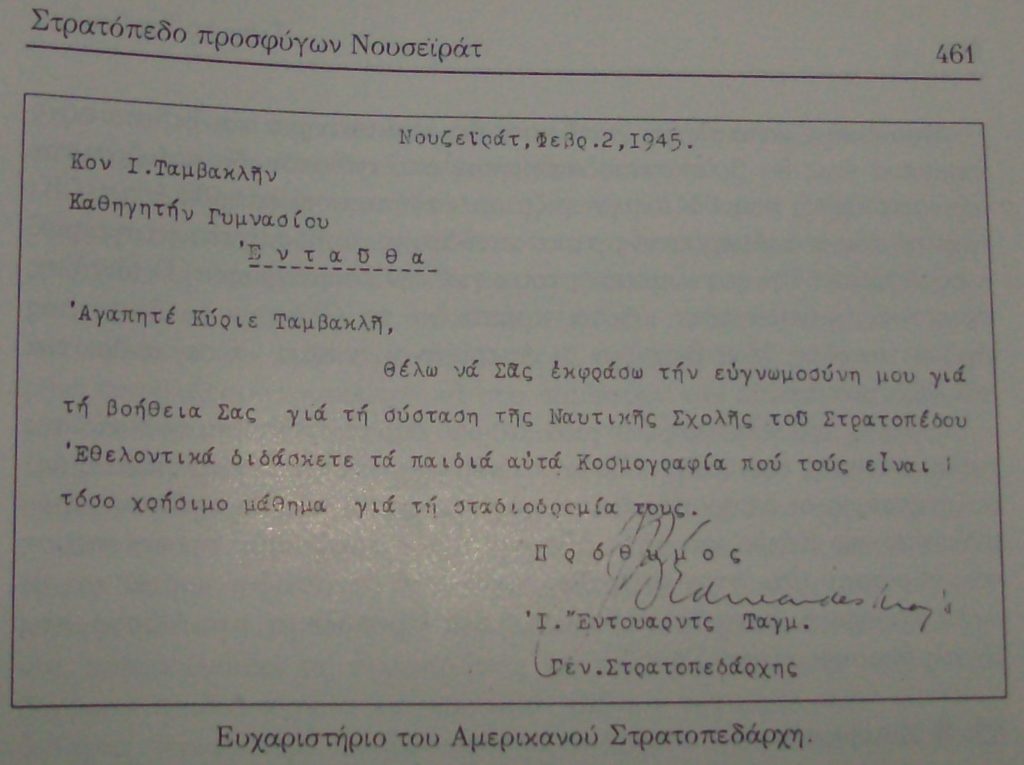 Στρατόπεδο προσφύγων Νουσεϊράτ 461
Νουζεϊράτ, Φεβρ.2,1945.
Κον Ι.Ταμβακλῆν
Καθηγητήν Γυμνασίου
Ἐνταῦθα
Ἀγαπητέ Κύριε Ταμβακλῆ,
Θέλω νά Σᾶς ἐκφράσω τήν εὐγνωμοσύνη μου γιά
τή βοήθεια Σας γιά τή σύσταση τῆς Ναυτικῆς Σχολῆς τοῦ Στρατοπέδου
Ἐθελοντικά διδάσκετε τά παιδιά αὐτά Κοσμογραφία πού τούς εἶναι
τόσο χρήσιμο μάθημα γιά τή σταδιοδρομία τους.
Πρόθυμος
Ἰ. Ἔντουαρντς Ταγμ.
Γέν.Στρατοπεδάρχης
Ευχαριστήριο του Αμερικανού Στρατοπεδάρχη.